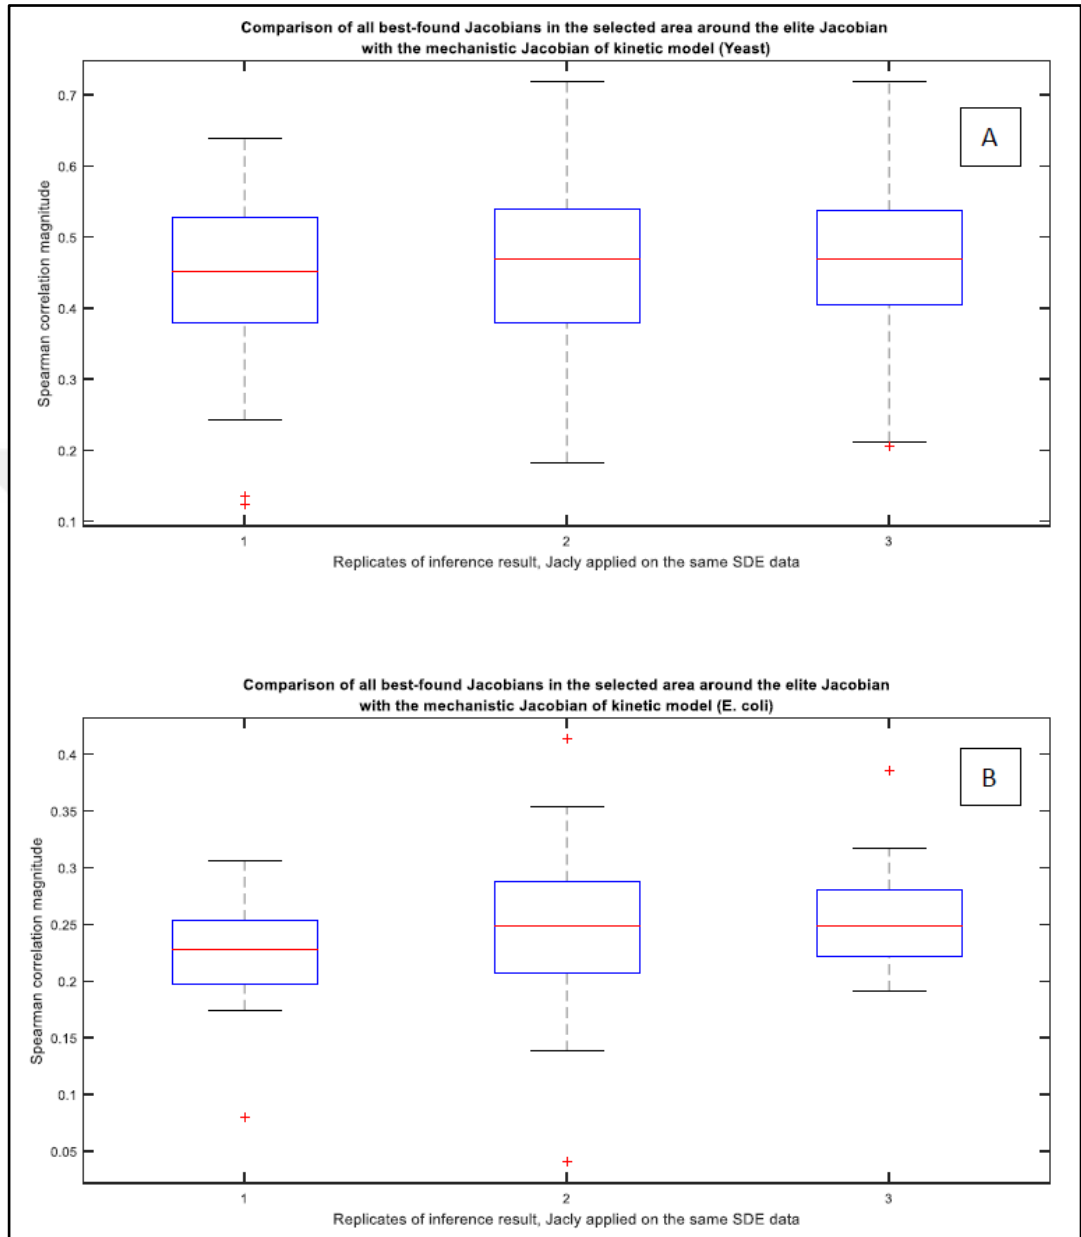 Comparison of all best-found Jacobians in the selected area around the elite Jacobian
with the mechanistic Jacobian of kinetic model (Yeast)
A
0.7
0.6
0.5
0.4
0.3
0.2
0.1
Spearman correlation magnitude
1 2 3
Replicates of inference result, Jacly applied on the same SDE data
Comparison of all best-found Jacobians in the selected area around the elite Jacobian
with the mechanistic Jacobian of kinetic model (E. coli)
B
0.4
0.35
0.3
0.25
0.2
0.15
0.1
0.05
Spearman correlation magnitude
1 2 3
Replicates of inference result, Jacly applied on the same SDE data